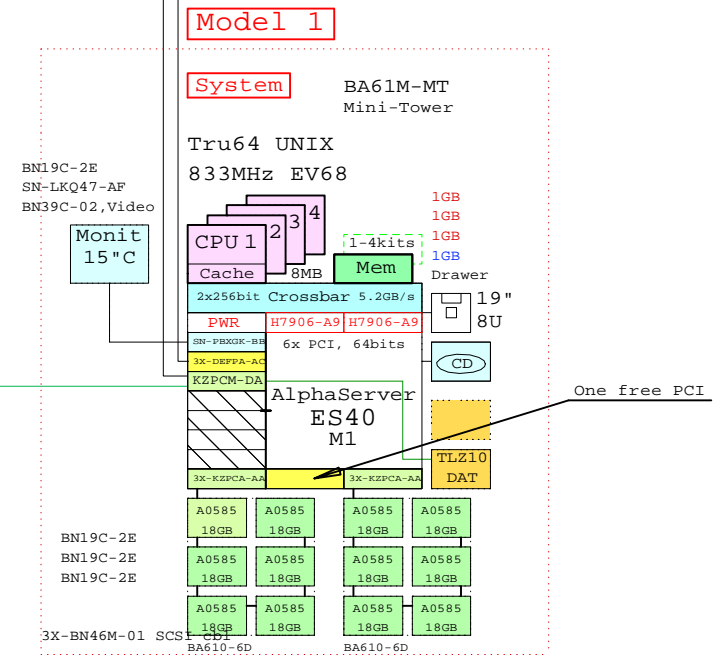 Model 1
System
BA61M-MT
Mini-Tower
Tru64 UNIX
833MHz EV68
BN19C-2E
SN-LKQ47-AF
BN39C-02,Video
Monit
15"C
CPU 1
2
3
4
Cache
8MB
1-4kits
Mem
1GB
1GB
1GB
1GB
Drawer
2x256bit Crossbar 5.2GB/s
19"
8U
PWR
H7906-A9
H7906-A9
SN-PBXGK-BB
6x PCI, 64bits
3X-DEFPA-AC
CD
KZPCM-DA
AlphaServer
ES40
M1
One free PCI
TLZ10
DAT
3X-KZPCA-AA
3X-KZPCA-AA
A0585
18GB
A0585
18GB
A0585
18GB
A0585
18GB
BN19C-2E
BN19C-2E
BN19C-2E
A0585
18GB
A0585
18GB
A0585
18GB
A0585
18GB
A0585
18GB
A0585
18GB
A0585
18GB
A0585
18GB
3X-BN46M-01 SCSI cbl
BA610-6D
BA610-6D